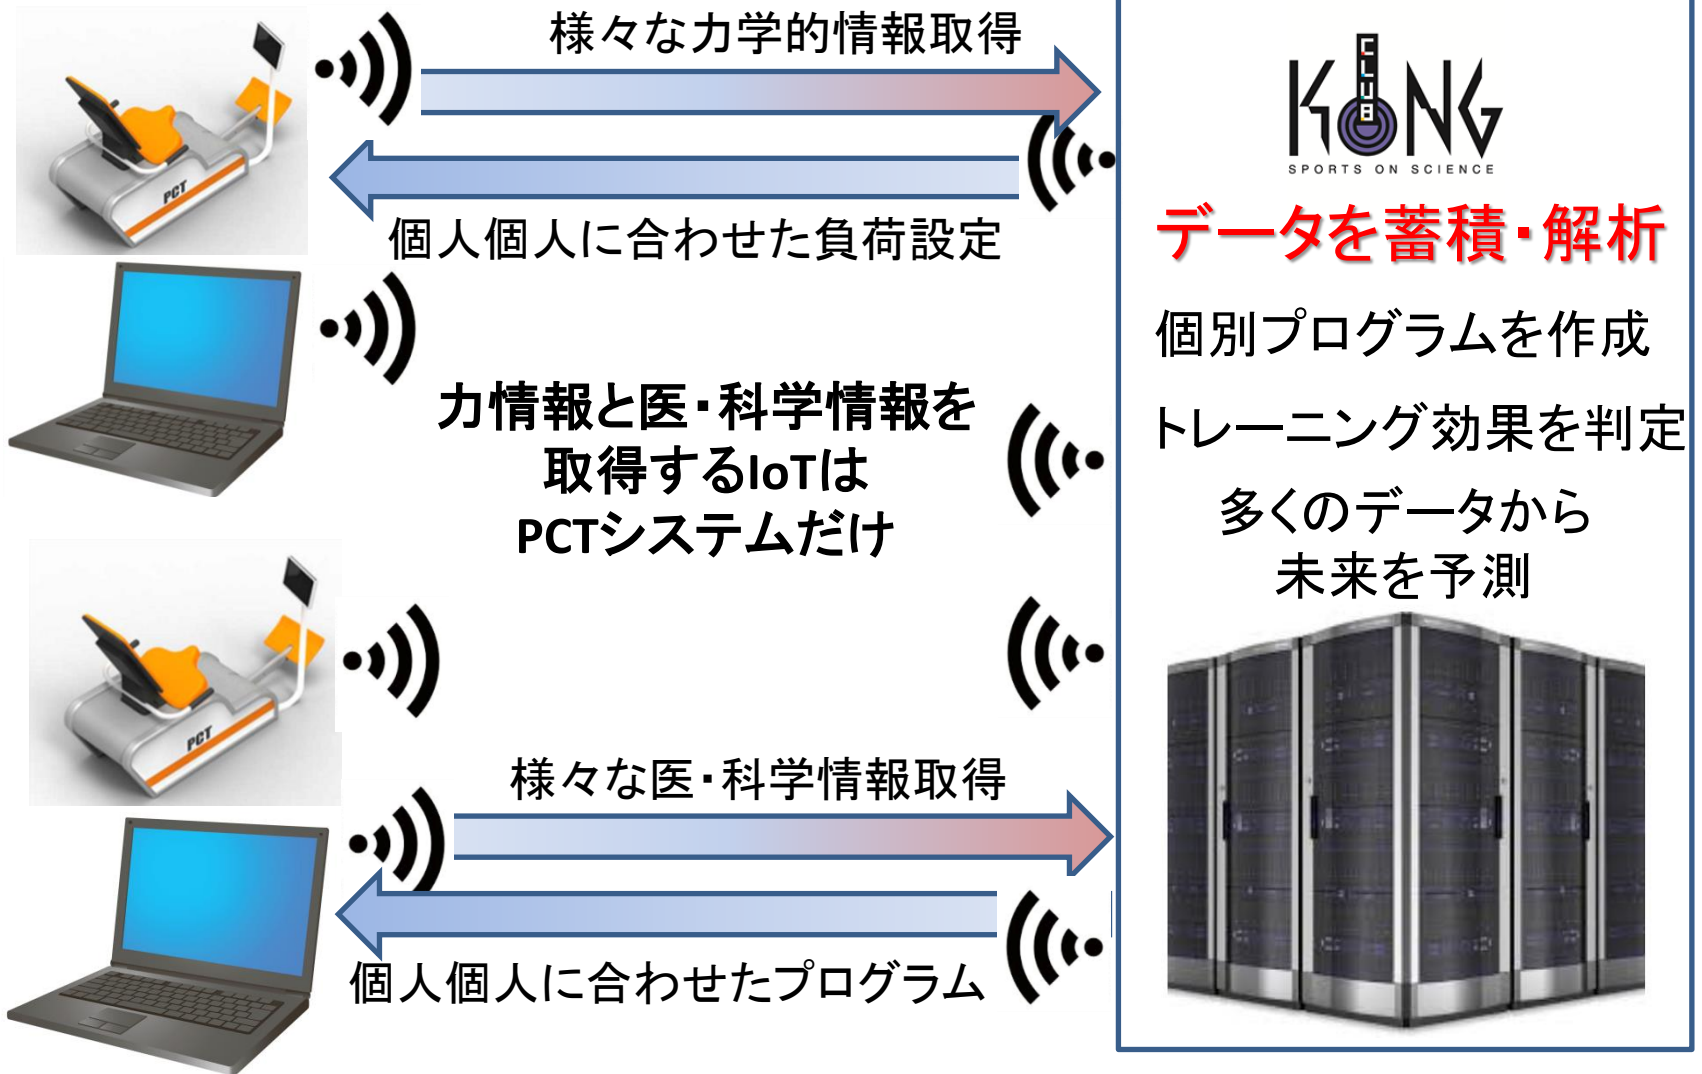 様々な力学的情報取得
個人個人に合わせた負荷設定
PCT
力情報と医・科学情報を
取得するIoTは
PCTシステムだけ
PCT
様々な医・科学情報取得
個人個人に合わせたプログラム
CLUB
KONG
SPORTS ON SCIENCE
データを蓄積・解析
個別プログラムを作成
トレーニング効果を判定
多くのデータから
未来を予測